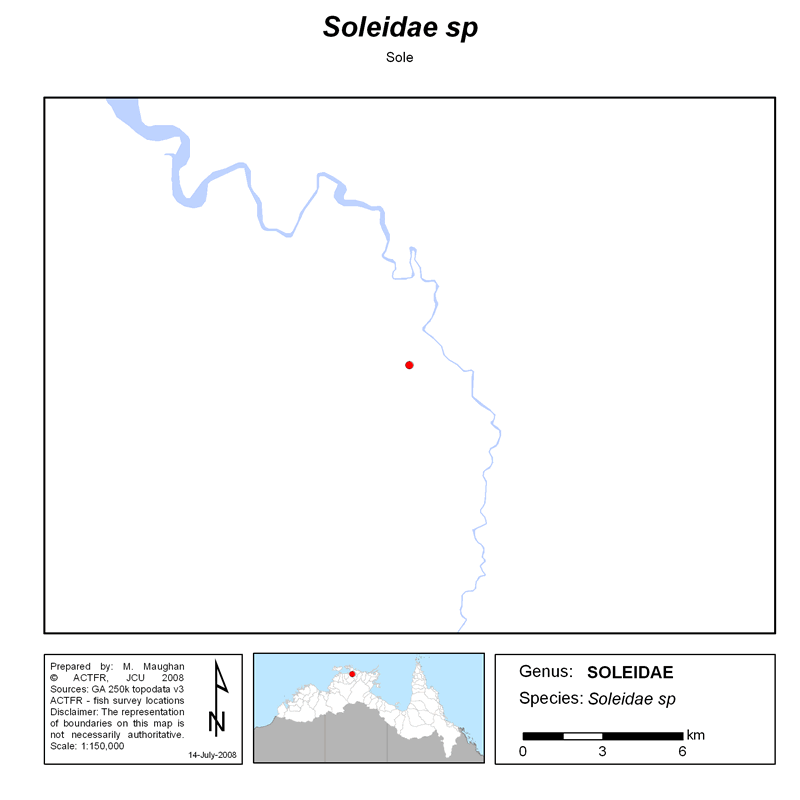 Soleidae sp
Sole
Prepared by: M. Maughan
© ACTFR, JCU 2008
Sources: GA 250k topodata v3
ACTFR - fish survey locations
Disclaimer: The representation
of boundaries on this map is
not necessarily authoritative.
Scale: 1:150,000
N
14-July-2008
Genus: SOLEIDAE
Species: Soleidae sp
km
0 3 6